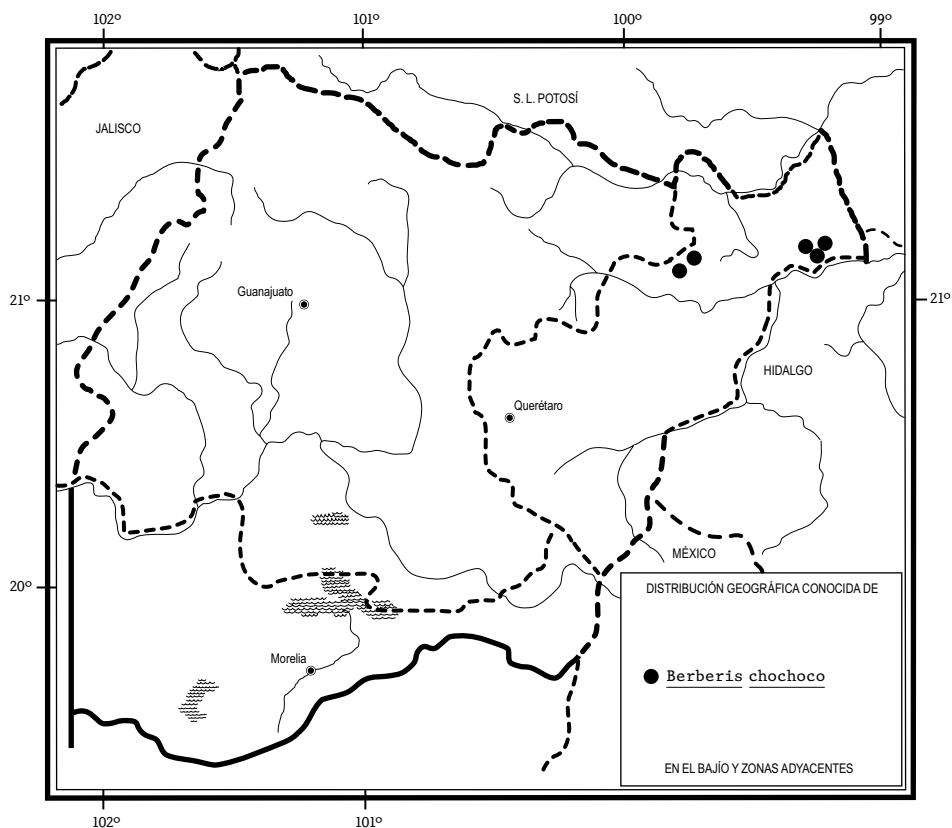 102º 101º 100º 99º
S. L. POTOSÍ
JALISCO
Guanajuato
21º 21º
HIDALGO
Querétaro
MÉXICO
20º
DISTRIBUCIÓN GEOGRÁFICA CONOCIDA DE
Morelia
Berberis chochoco
EN EL BAJÍO Y ZONAS ADYACENTES
102º 101º